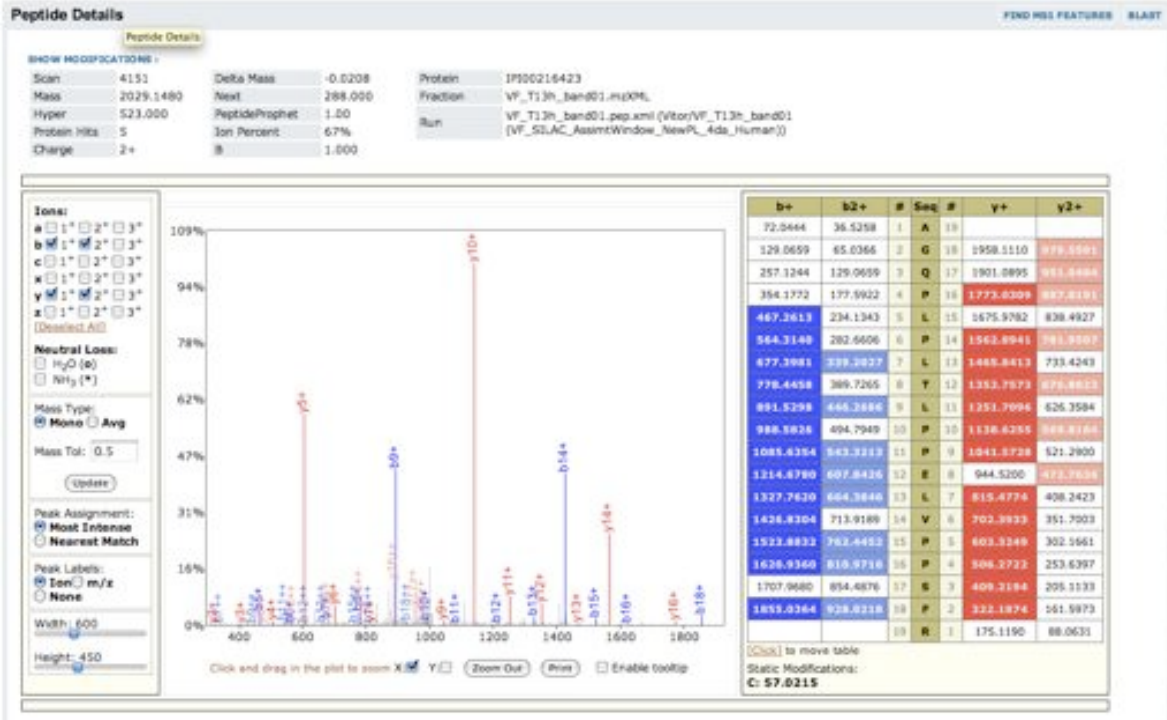 Peptide Details
FIND MS1 FEATURES BLAST
Peptide Details
SHOW MODIFICATIONS ›
Scan 4151 Delta Mass -0.0208 Protein IPI00216423
Mass 2029.1480 Next 288.000 Fraction VF_T13h_band01.mzXML
Hyper 523.000 PeptideProphet 1.00 Run VF_T13h_band01.pep.xml (Vitor/VF_T13h_band01
Protein Hits 5 Ion Percent 67% (VF_SILAC_AssimtWindow_NewPL_4da_Human))
Charge 2+ B 1.000
Ions:
a 1+ 2+ 3+
b 1+ 2+ 3+
c 1+ 2+ 3+
x 1+ 2+ 3+
y 1+ 2+ 3+
z 1+ 2+ 3+
[Deselect All]
Neutral Loss:
H2O (o)
NH3 (*)
Mass Type:
Mono Avg
Mass Tol: 0.5
Update
Peak Assignment:
Most Intense
Nearest Match
Peak Labels:
Ion m/z
None
Width: 600
Height: 450
109%
94%
78%
62%
47%
31%
16%
0%
y5+ b9+ y10+ b14+ y14+
y9+ b11+ b12+ y11+ b13+ y12+ y13+ b15+ b16+ y16+ b18+
400 600 800 1000 1200 1400 1600 1800
Click and drag in the plot to zoom X: Y: Zoom Out Print Enable tooltip
b+ b2+ # Seq # y+ y2+
72.0444 36.5258 1 A 19
129.0659 65.0366 2 G 18 1958.1110
257.1244 129.0659 3 Q 17 1901.0895
354.1772 177.5922 4 P 16 1773.0309
467.2613 234.1343 5 L 15 1675.9782 838.4927
564.3140 282.6606 6 P 14 1562.8941
677.3981 339.2027 7 L 13 1465.8413 733.4243
778.4458 389.7265 8 T 12 1352.7573
891.5298 446.2686 9 L 11 1251.7096 626.3584
988.5826 494.7949 10 P 10 1138.6255
1085.6354 543.3213 11 P 9 1041.5728 521.2900
1214.6780 607.8426 12 E 8 944.5200
1327.7620 664.3846 13 L 7 815.4774 408.2423
1426.8304 713.9189 14 V 6 702.3933 351.7003
1523.8832 762.4452 15 P 5 603.3249 302.1661
1620.9360 810.9716 16 P 4 506.2722 253.6397
1707.9680 854.4876 17 S 3 409.2194 205.1133
1855.0364 928.0218 18 F 2 322.1874 161.5973
19 R 1 175.1190 88.0631
[Click] to move table
Static Modifications:
C: 57.0215